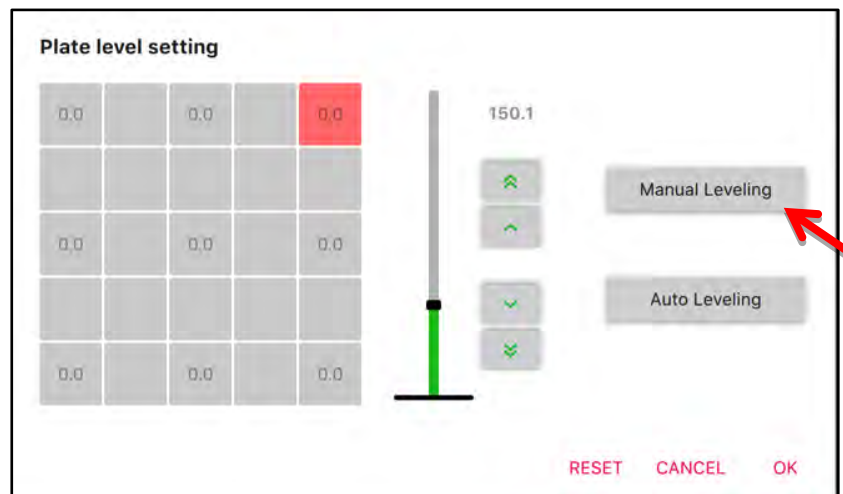 Plate level setting
0.0 0.0 0.0
150.1
Manual Leveling
0.0 0.0 0.0
Auto Leveling
0.0 0.0 0.0
RESET CANCEL OK